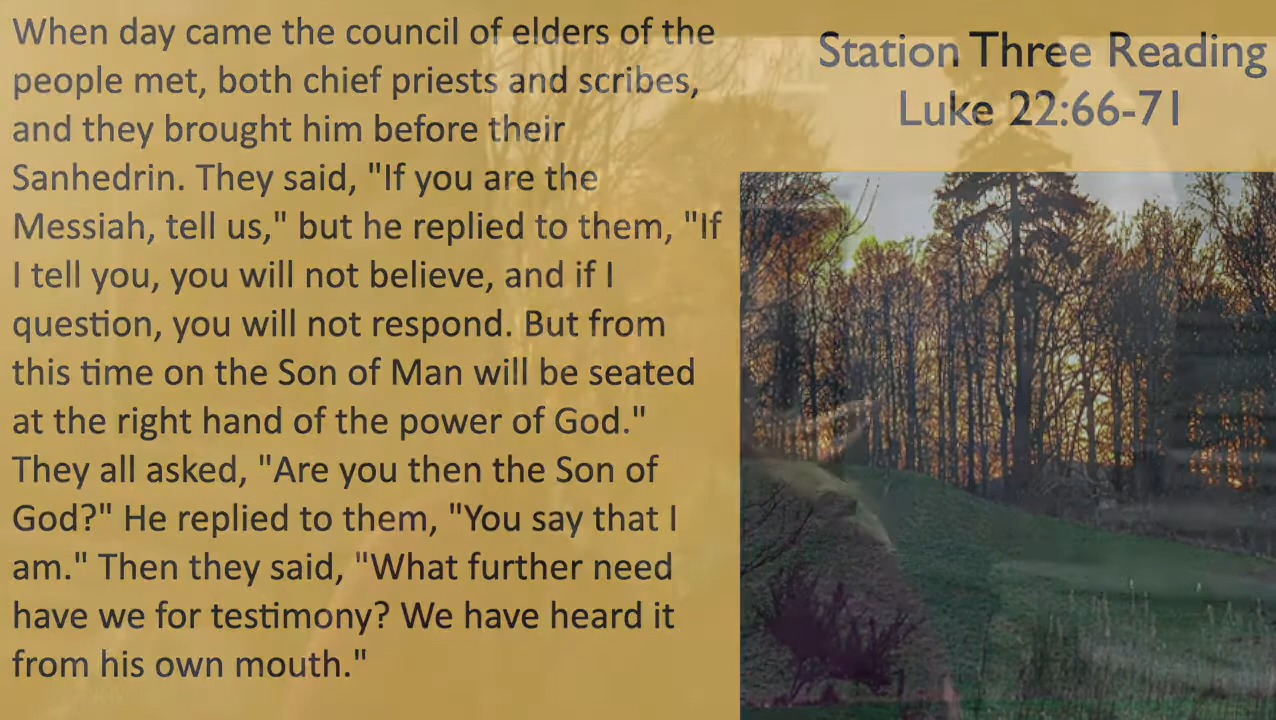 When day came the council of elders of the
people met, both chief priests and scribes,
and they brought him before their
Sanhedrin. They said, "If you are the
Messiah, tell us," but he replied to them, "If
I tell you, you will not believe, and if I
question, you will not respond. But from
this time on the Son of Man will be seated
at the right hand of the power of God."
They all asked, "Are you then the Son of
God?" He replied to them, "You say that I
am." Then they said, "What further need
have we for testimony? We have heard it
from his own mouth."
Station Three Reading
Luke 22:66-71